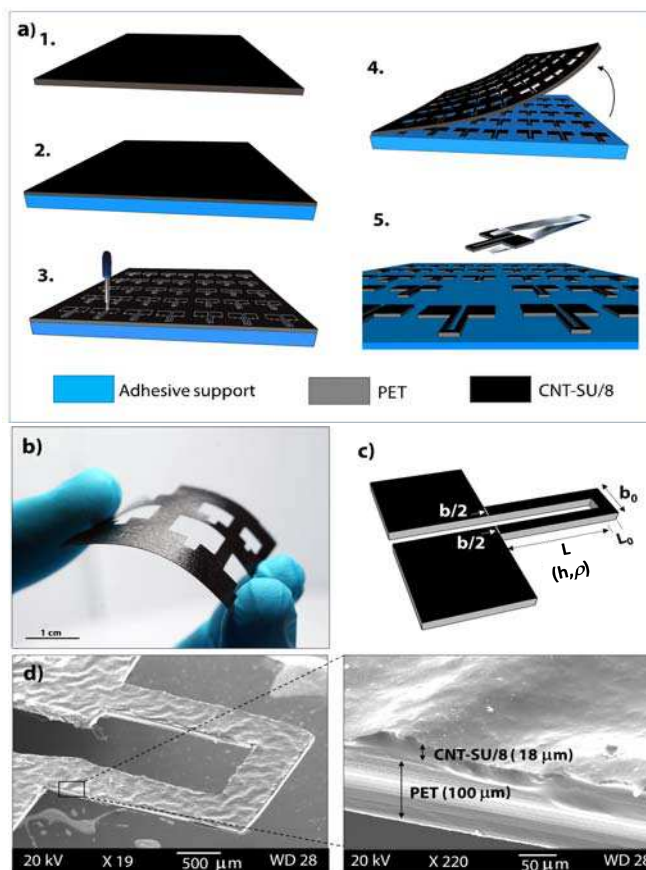 a)
1.
2.
3.
4.
5.
Adhesive support
PET
CNT-SU/8
b)
1 cm
c)
b/2
b/2
b₀
L₀
L
(h,ρ)
d)
20 kV X 19 500 μm WD 28
CNT-SU/8 (18 μm)
PET (100 μm)
20 kV X 220 50 μm WD 28